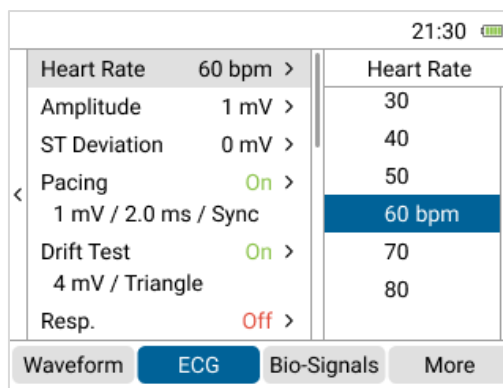 21:30
Heart Rate 60 bpm >
Amplitude 1 mV >
ST Deviation 0 mV >
Pacing On >
1 mV / 2.0 ms / Sync
Drift Test On >
4 mV / Triangle
Resp. Off >
<
Heart Rate
30
40
50
60 bpm
70
80
Waveform ECG Bio-Signals More